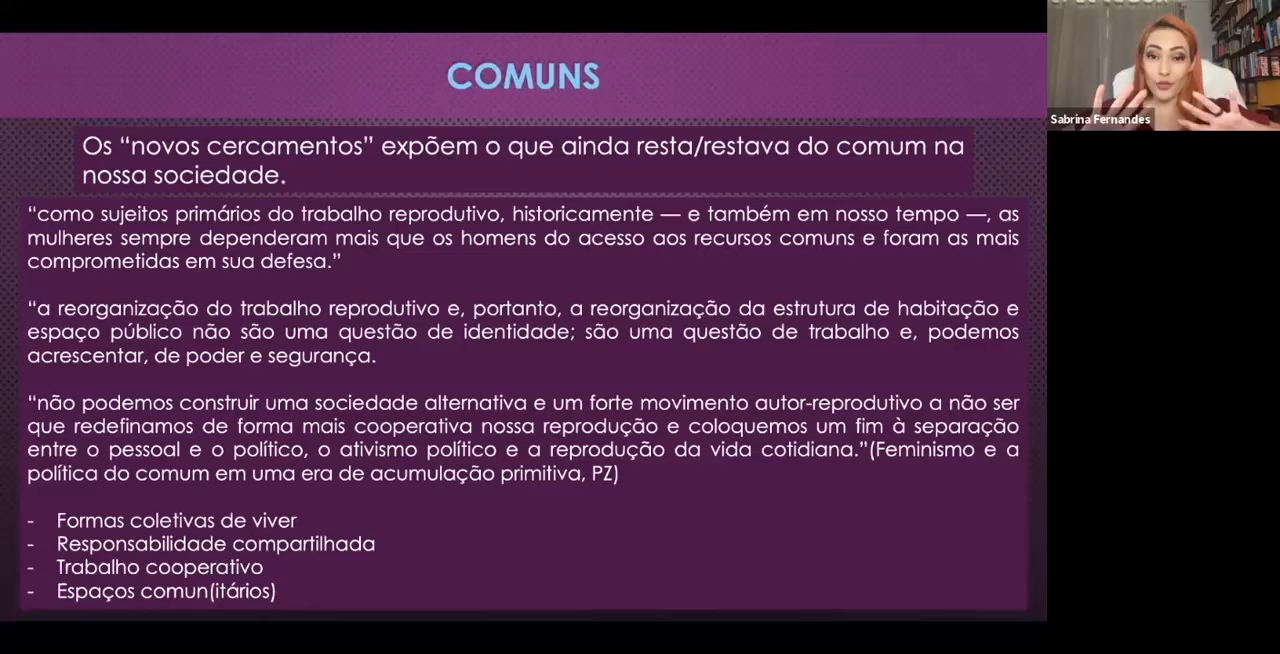 COMUNS
Os “novos cercamentos” expõem o que ainda resta/restava do comum na
nossa sociedade.
“como sujeitos primários do trabalho reprodutivo, historicamente — e também em nosso tempo —, as
mulheres sempre dependeram mais que os homens do acesso aos recursos comuns e foram as mais
comprometidas em sua defesa.”
“a reorganização do trabalho reprodutivo e, portanto, a reorganização da estrutura de habitação e
espaço público não são uma questão de identidade; são uma questão de trabalho e, podemos
acrescentar, de poder e segurança.
“não podemos construir uma sociedade alternativa e um forte movimento autor-reprodutivo a não ser
que redefinamos de forma mais cooperativa nossa reprodução e coloquemos um fim à separação
entre o pessoal e o político, o ativismo político e a reprodução da vida cotidiana.”(Feminismo e a
política do comum em uma era de acumulação primitiva, PZ)
- Formas coletivas de viver
- Responsabilidade compartilhada
- Trabalho cooperativo
- Espaços comun(itários)
Sabrina Fernandes